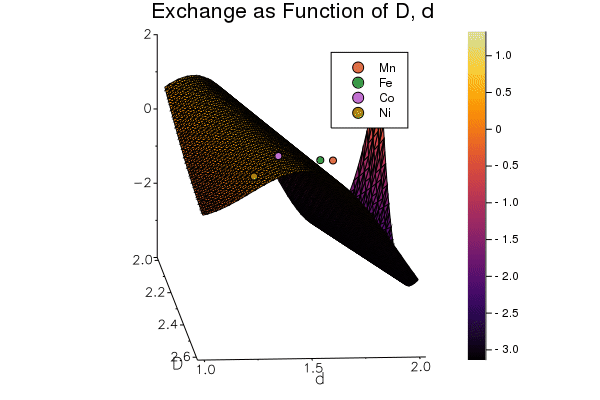 Exchange as Function of D, d
2
0
−2
2.0
2.2
2.4
2.6
D
1.0
1.5
2.0
d
Mn
Fe
Co
Ni
1.0
0.5
0
- 0.5
- 1.0
- 1.5
- 2.0
- 2.5
- 3.0